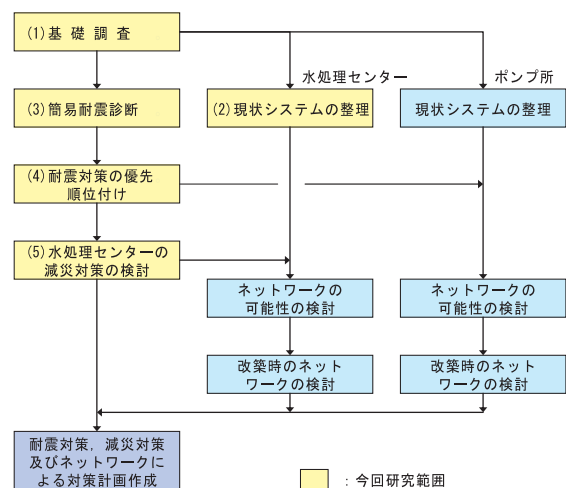 (1)基 礎 調 査
水処理センター
ポンプ所
(3)簡易耐震診断
(2)現状システムの整理
現状システムの整理
(4)耐震対策の優先
順位付け
(5)水処理センターの
減災対策の検討
ネットワークの
可能性の検討
ネットワークの
可能性の検討
改築時のネット
ワークの検討
改築時のネット
ワークの検討
耐震対策，減災対策
及びネットワークに
よる対策計画作成
：今回研究範囲